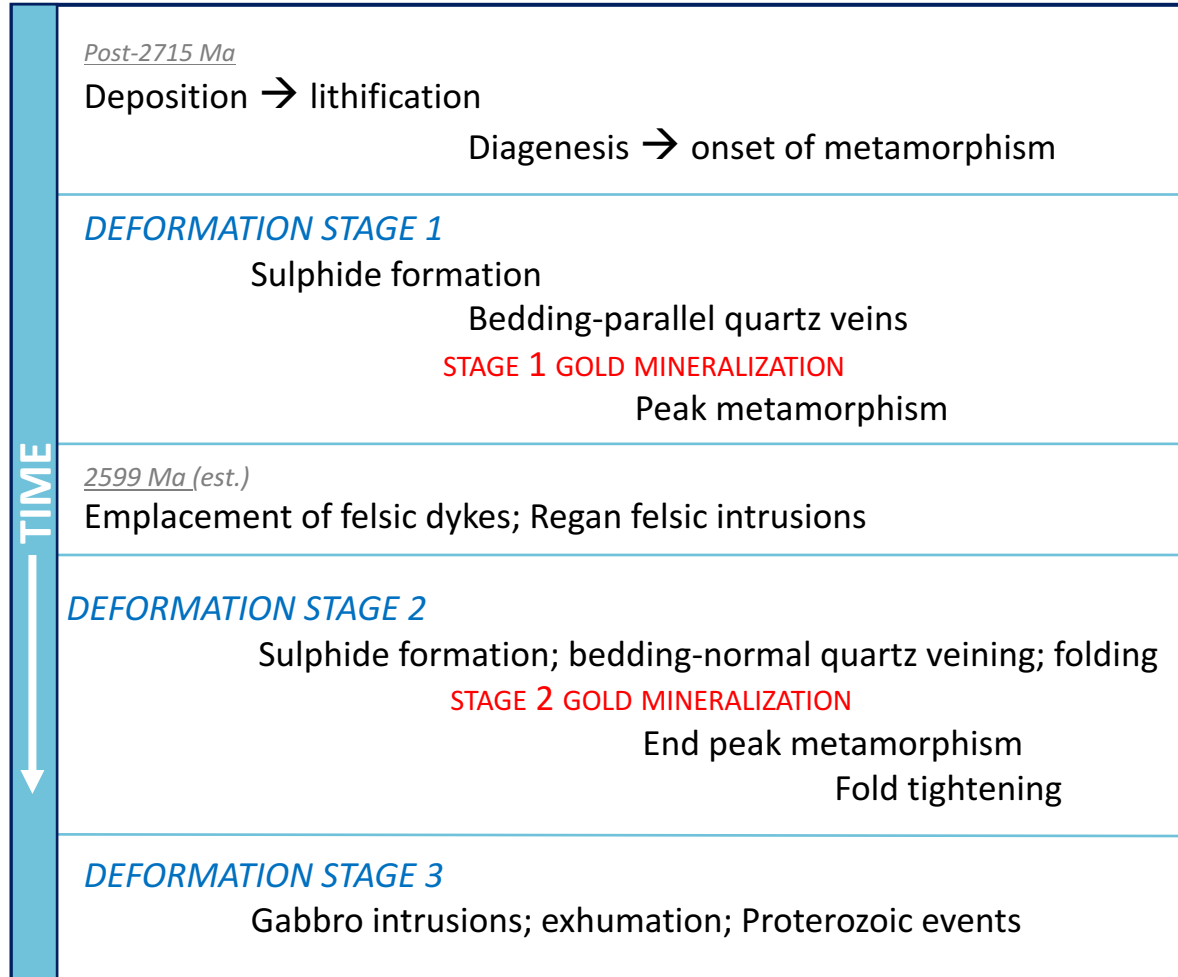 TIME
Post-2715 Ma
Deposition → lithification
Diagenesis → onset of metamorphism
DEFORMATION STAGE 1
Sulphide formation
Bedding-parallel quartz veins
STAGE 1 GOLD MINERALIZATION
Peak metamorphism
2599 Ma (est.)
Emplacement of felsic dykes; Regan felsic intrusions
DEFORMATION STAGE 2
Sulphide formation; bedding-normal quartz veining; folding
STAGE 2 GOLD MINERALIZATION
End peak metamorphism
Fold tightening
DEFORMATION STAGE 3
Gabbro intrusions; exhumation; Proterozoic events